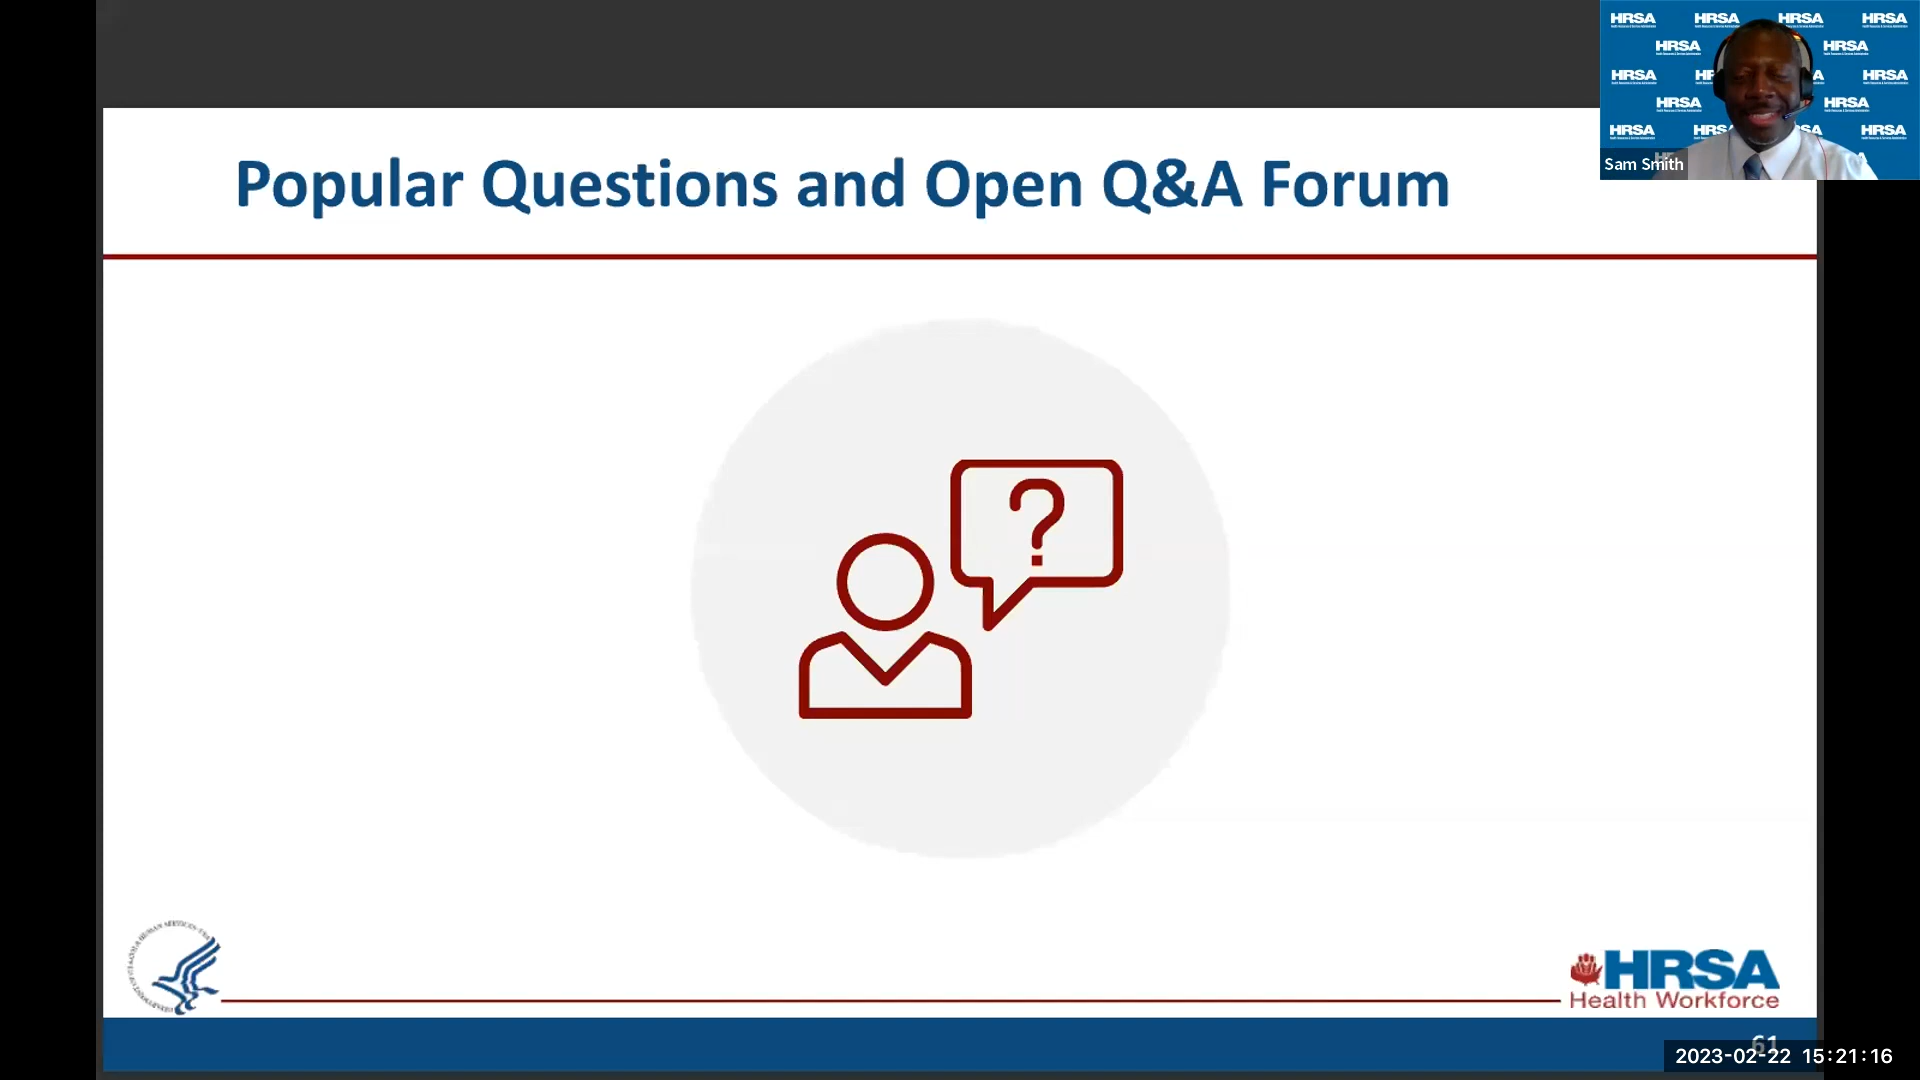 Popular Questions and Open Q&A Forum
HRSA HRSA HRSA HRSA
HRSA HRSA
HRSA HRSA
HRSA HRSA
HRSA HRSA
Sam Smith
?
HRSA
Health Workforce
61
2023-02-22 15:21:16